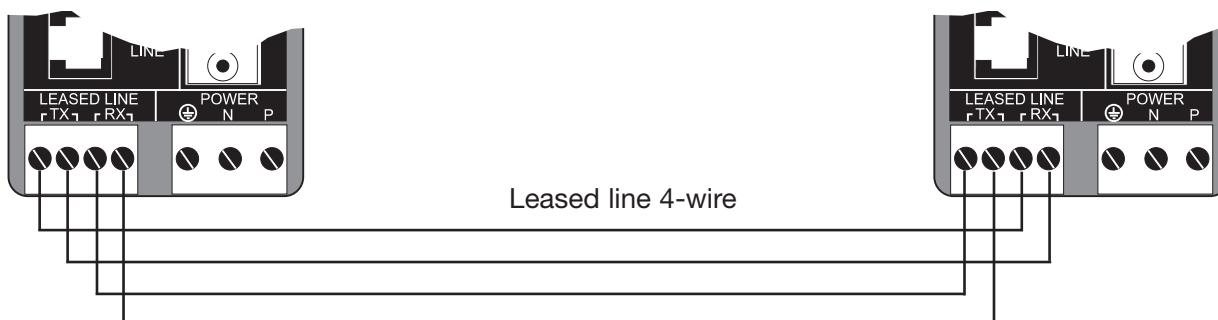 LINE
LEASED LINE POWER
TX RX N P
LINE
LEASED LINE POWER
TX RX N P
Leased line 4-wire